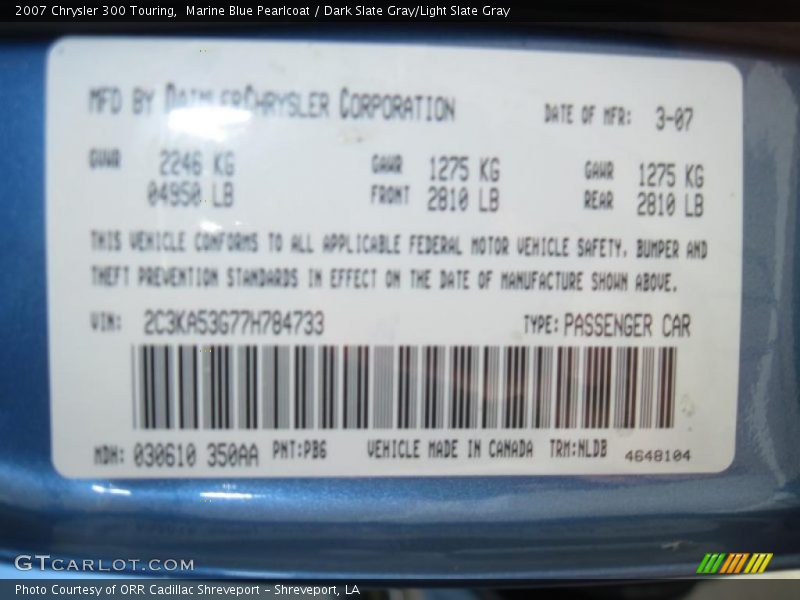 2007 Chrysler 300 Touring,  Marine Blue Pearlcoat / Dark Slate Gray/Light Slate Gray
MFD BY DAIMLERCHRYSLER CORPORATION DATE OF MFR: 3-07
GVWR 2246 KG GAWR 1275 KG GAWR 1275 KG
04950 LB FRONT 2810 LB REAR 2810 LB
THIS VEHICLE CONFORMS TO ALL APPLICABLE FEDERAL MOTOR VEHICLE SAFETY, BUMPER AND
THEFT PREVENTION STANDARDS IN EFFECT ON THE DATE OF MANUFACTURE SHOWN ABOVE.
VIN: 2C3KA53G77H784733 TYPE: PASSENGER CAR
MDH: 030610 350AA PNT:PB6 VEHICLE MADE IN CANADA TRM:NLDB 4648104
GTCARLOT.COM
Photo Courtesy of ORR Cadillac Shreveport - Shreveport, LA